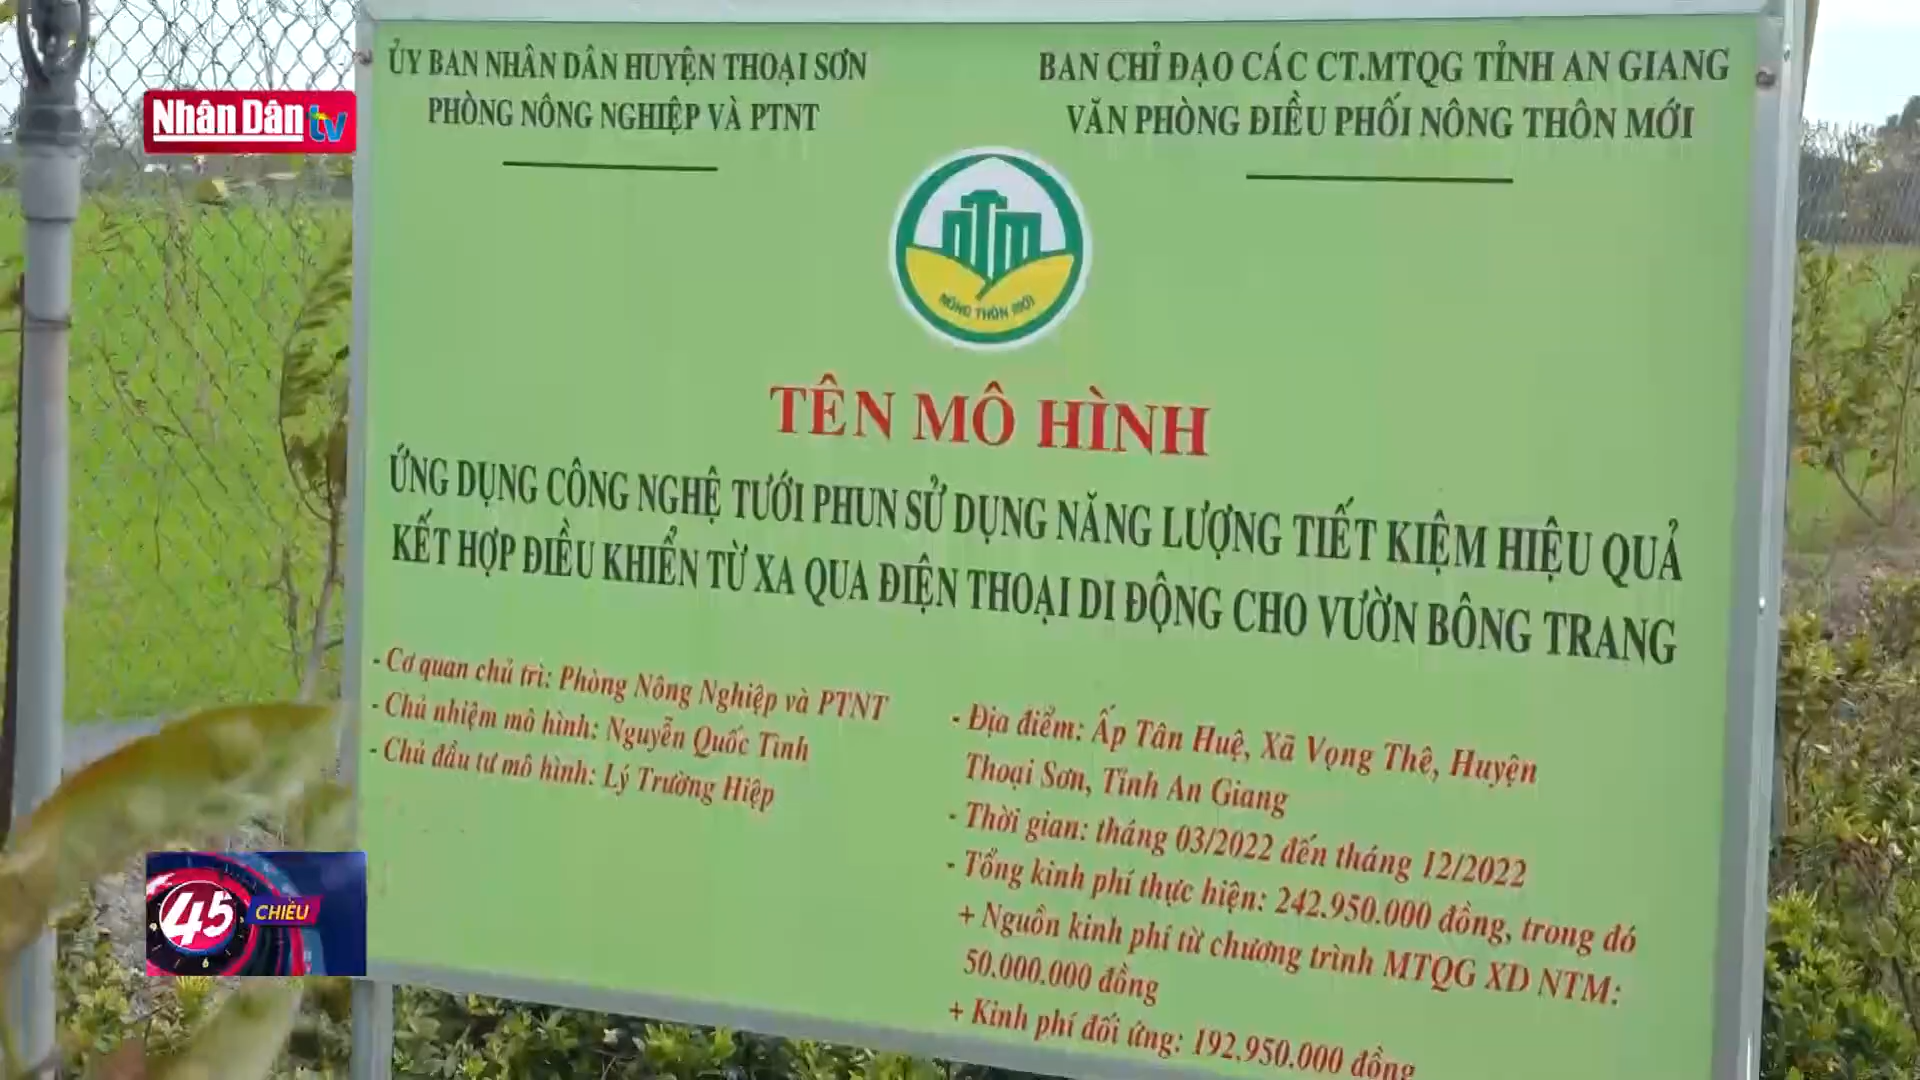 ỦY BAN NHÂN DÂN HUYỆN THOẠI SƠN
PHÒNG NÔNG NGHIỆP VÀ PTNT
BAN CHỈ ĐẠO CÁC CT.MTQG TỈNH AN GIANG
VĂN PHÒNG ĐIỀU PHỐI NÔNG THÔN MỚI
Nhân Dân tv
NTM
NÔNG THÔN MỚI
TÊN MÔ HÌNH
ỨNG DỤNG CÔNG NGHỆ TƯỚI PHUN SỬ DỤNG NĂNG LƯỢNG TIẾT KIỆM HIỆU QUẢ
KẾT HỢP ĐIỀU KHIỂN TỪ XA QUA ĐIỆN THOẠI DI ĐỘNG CHO VƯỜN BÔNG TRANG
- Cơ quan chủ trì: Phòng Nông Nghiệp và PTNT
- Chủ nhiệm mô hình: Nguyễn Quốc Tình
- Chủ đầu tư mô hình: Lý Trường Hiệp
- Địa điểm: Ấp Tân Huệ, Xã Vọng Thê, Huyện
Thoại Sơn, Tỉnh An Giang
- Thời gian: tháng 03/2022 đến tháng 12/2022
- Tổng kinh phí thực hiện: 242.950.000 đồng, trong đó
+ Nguồn kinh phí từ chương trình MTQG XD NTM:
50.000.000 đồng
+ Kinh phí đối ứng: 192.950.000 đồng
45 CHIỀU